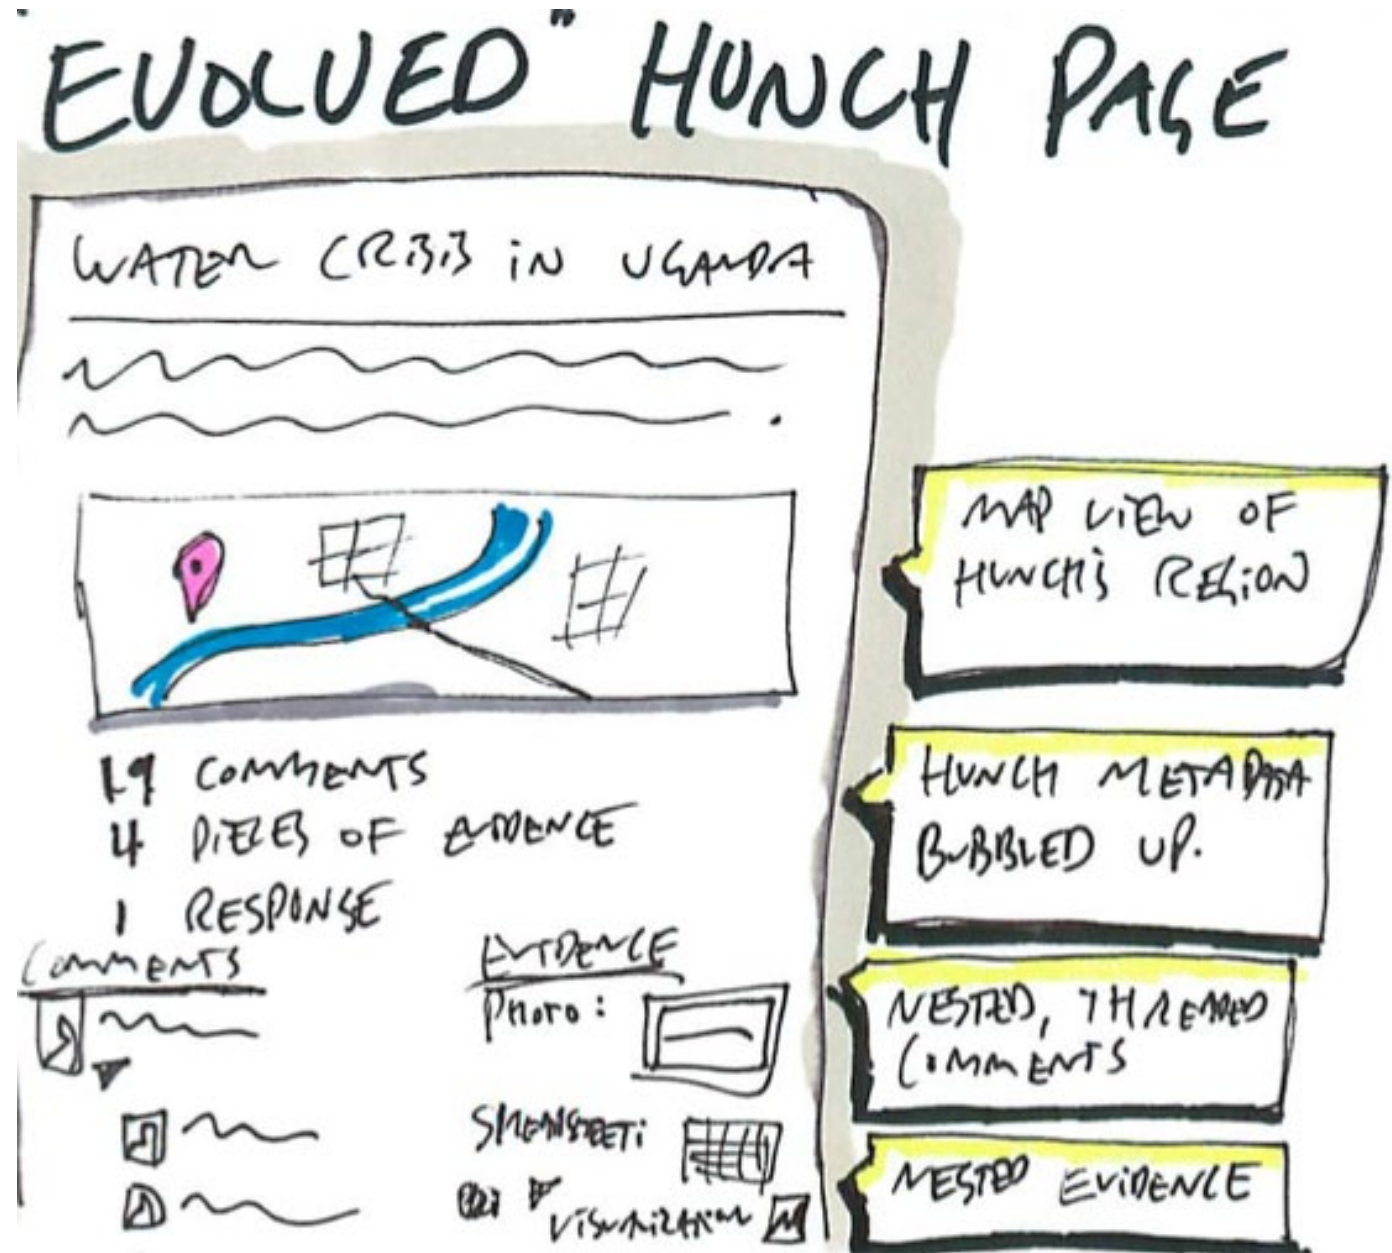 "EVOLVED" HUNCH PAGE
WATER CRISIS IN UGANDA
19 COMMENTS
4 PIECES OF EVIDENCE
1 RESPONSE
COMMENTS
EVIDENCE
PHOTO:
SPREADSHEET:
VISUALIZATION
MAP VIEW OF
HUNCH'S REGION
HUNCH METADATA
BUBBLED UP.
NESTED, THREADED
COMMENTS
NESTED EVIDENCE